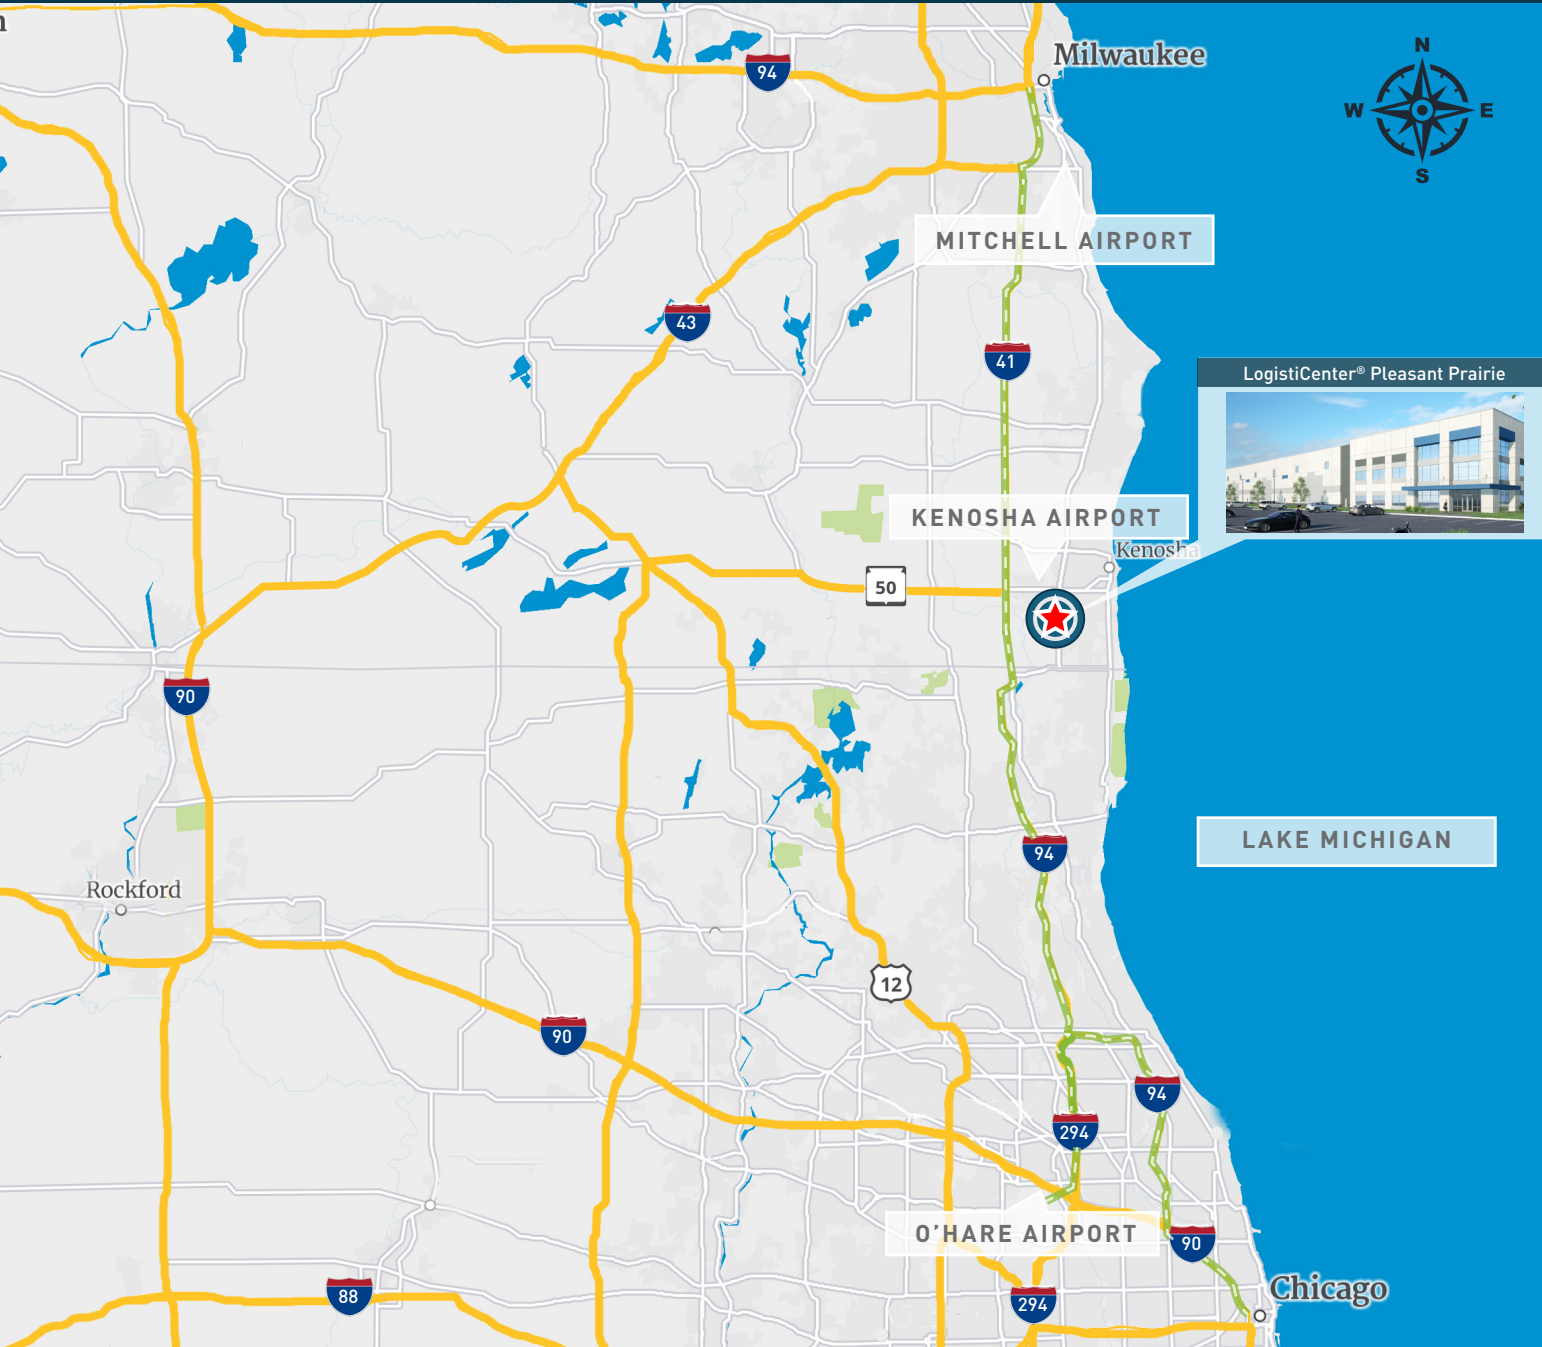 n
Milwaukee
N
94
W E
S
MITCHELL AIRPORT
43
41
LogistiCenter® Pleasant Prairie
KENOSHA AIRPORT
Kenosha
50
90
LAKE MICHIGAN
94
Rockford
12
90
94
294
O’HARE AIRPORT
90
88
294
Chicago